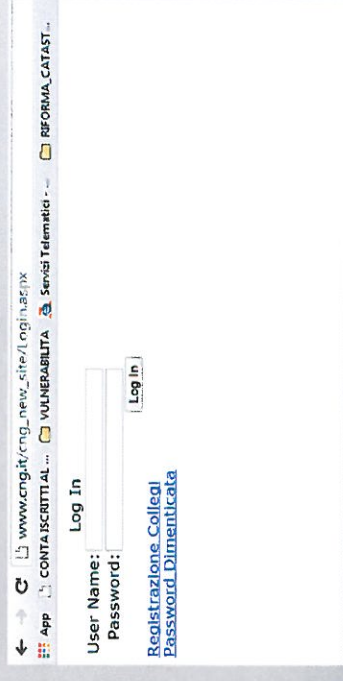 www.cng.it/cng_new_site/Login.aspx
App CONTA ISCRITTI AL ... VULNERABILITA Servizi Telematici - ... RIFORMA_CATAST...
Log In
User Name:
Password:
Log In
Registrazione Collegi
Password Dimenticata